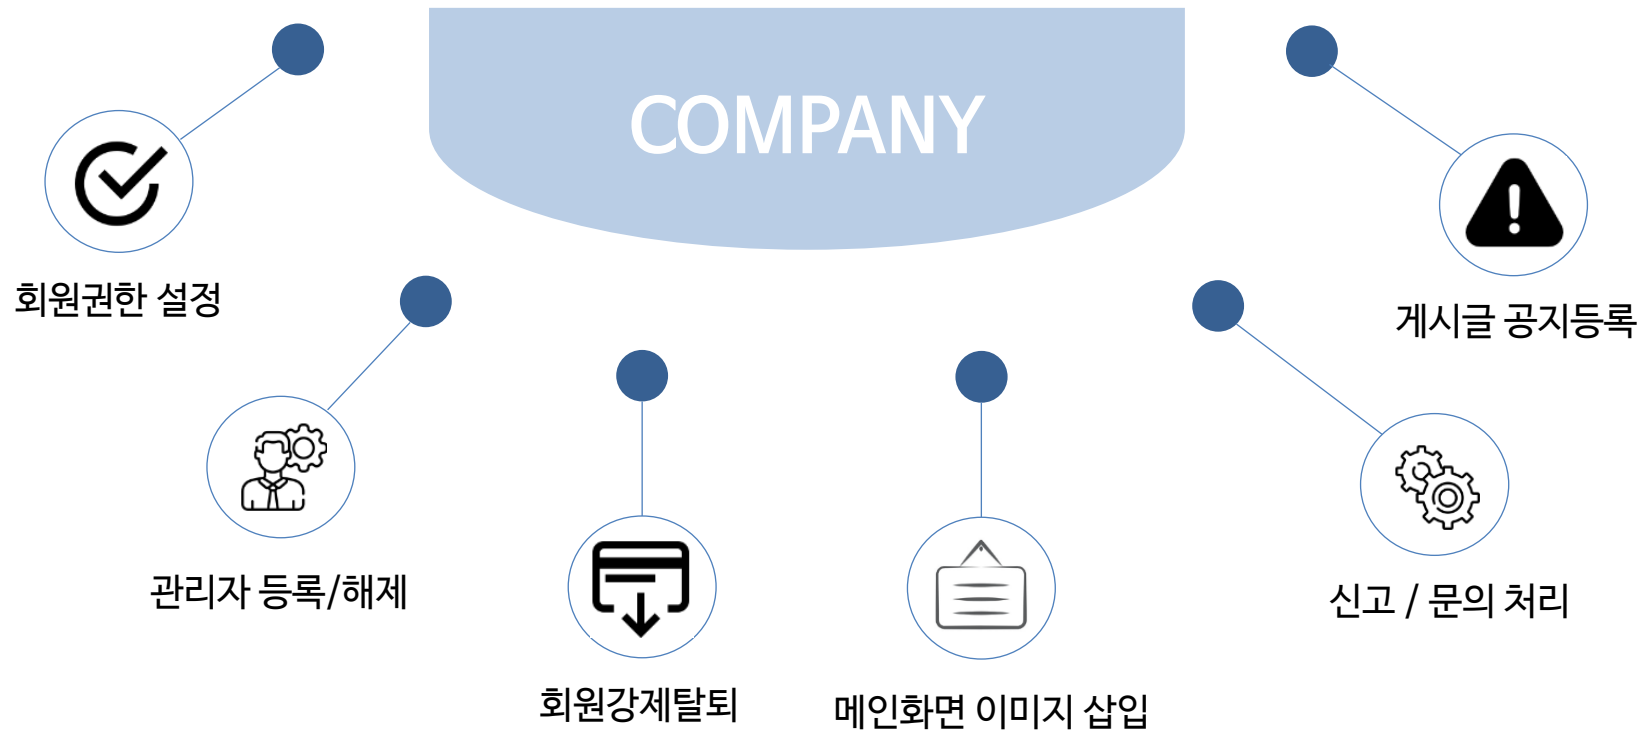 COMPANY
회원권한 설정
관리자 등록/해제
회원강제탈퇴
메인화면 이미지 삽입
신고 / 문의 처리
게시글 공지등록